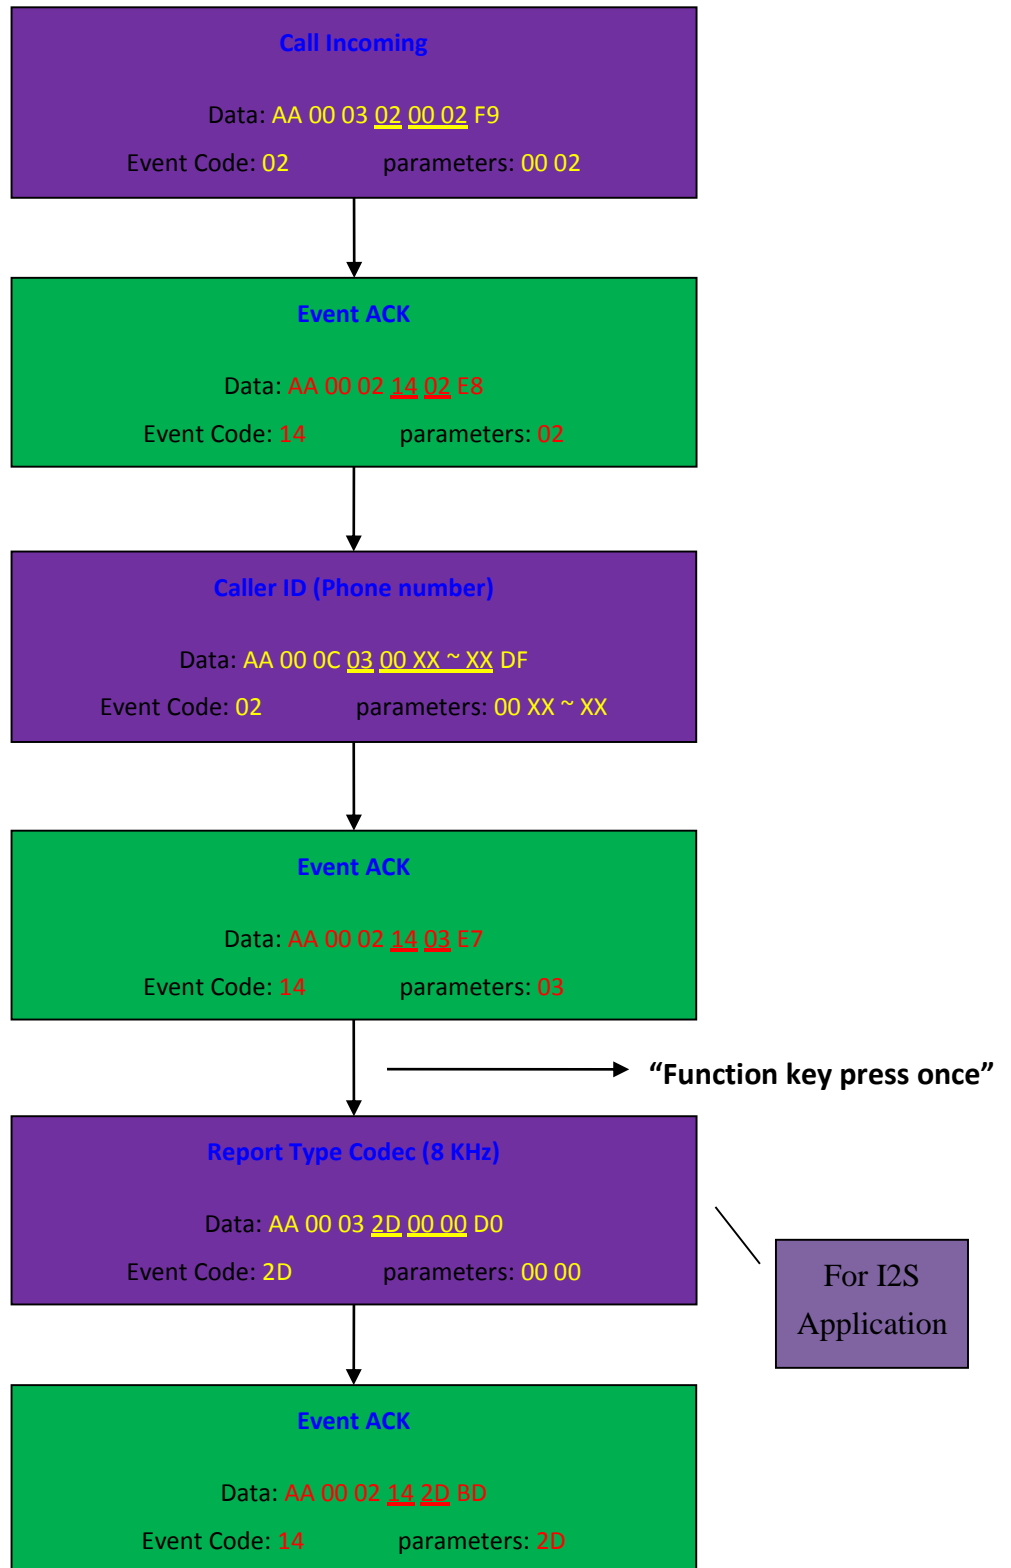 Call Incoming
Data: AA 00 03 02 00 02 F9
Event Code: 02 parameters: 00 02
Event ACK
Data: AA 00 02 14 02 E8
Event Code: 14 parameters: 02
Caller ID (Phone number)
Data: AA 00 0C 03 00 XX ~ XX DF
Event Code: 02 parameters: 00 XX ~ XX
Event ACK
Data: AA 00 02 14 03 E7
Event Code: 14 parameters: 03
“Function key press once”
Report Type Codec (8 KHz)
Data: AA 00 03 2D 00 00 D0
Event Code: 2D parameters: 00 00
For I2S
Application
Event ACK
Data: AA 00 02 14 2D BD
Event Code: 14 parameters: 2D